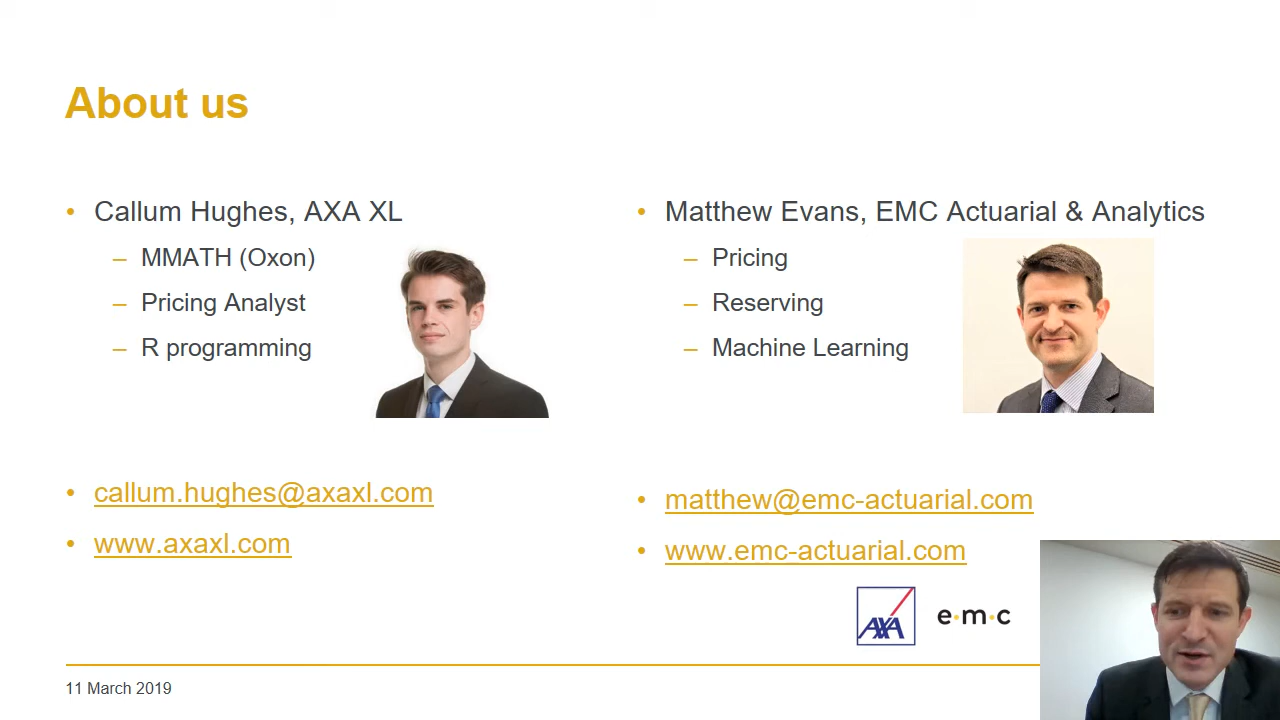 About us
• Callum Hughes, AXA XL
– MMATH (Oxon)
– Pricing Analyst
– R programming
• callum.hughes@axaxl.com
• www.axaxl.com
• Matthew Evans, EMC Actuarial & Analytics
– Pricing
– Reserving
– Machine Learning
• matthew@emc-actuarial.com
• www.emc-actuarial.com
AXA
e·m·c
11 March 2019